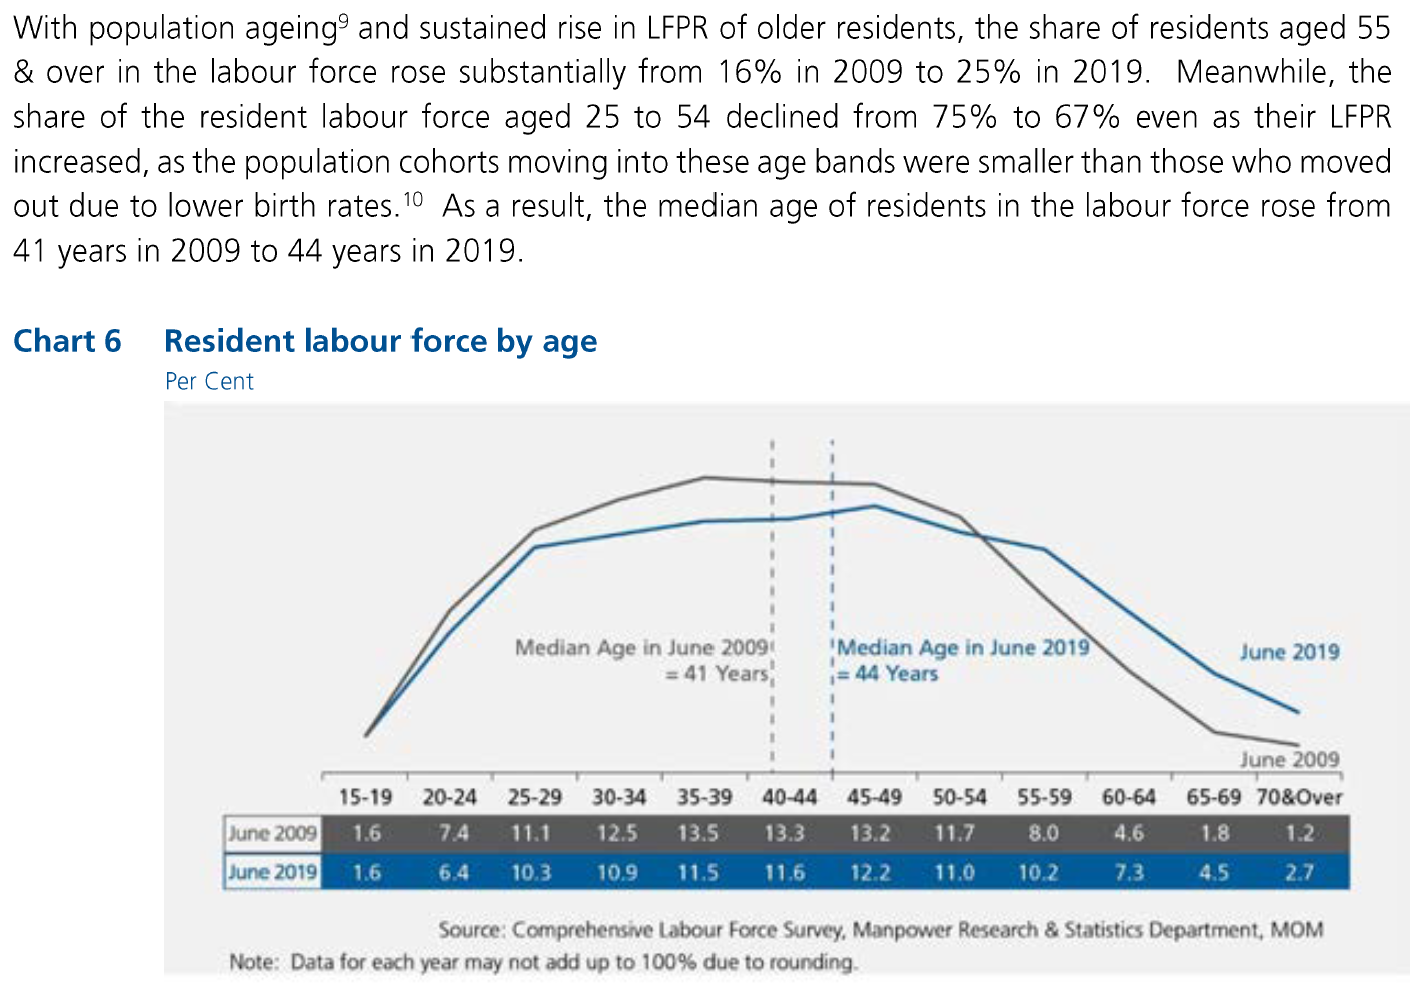 With population ageing⁹ and sustained rise in LFPR of older residents, the share of residents aged 55
& over in the labour force rose substantially from 16% in 2009 to 25% in 2019. Meanwhile, the
share of the resident labour force aged 25 to 54 declined from 75% to 67% even as their LFPR
increased, as the population cohorts moving into these age bands were smaller than those who moved
out due to lower birth rates.¹⁰ As a result, the median age of residents in the labour force rose from
41 years in 2009 to 44 years in 2019.
Chart 6 Resident labour force by age
Per Cent
Median Age in June 2009
= 41 Years
Median Age in June 2019
= 44 Years
June 2019
June 2009
15-19 20-24 25-29 30-34 35-39 40-44 45-49 50-54 55-59 60-64 65-69 70&Over
June 2009 1.6 7.4 11.1 12.5 13.5 13.3 13.2 11.7 8.0 4.6 1.8 1.2
June 2019 1.6 6.4 10.3 10.9 11.5 11.6 12.2 11.0 10.2 7.3 4.5 2.7
Source: Comprehensive Labour Force Survey, Manpower Research & Statistics Department, MOM
Note: Data for each year may not add up to 100% due to rounding.